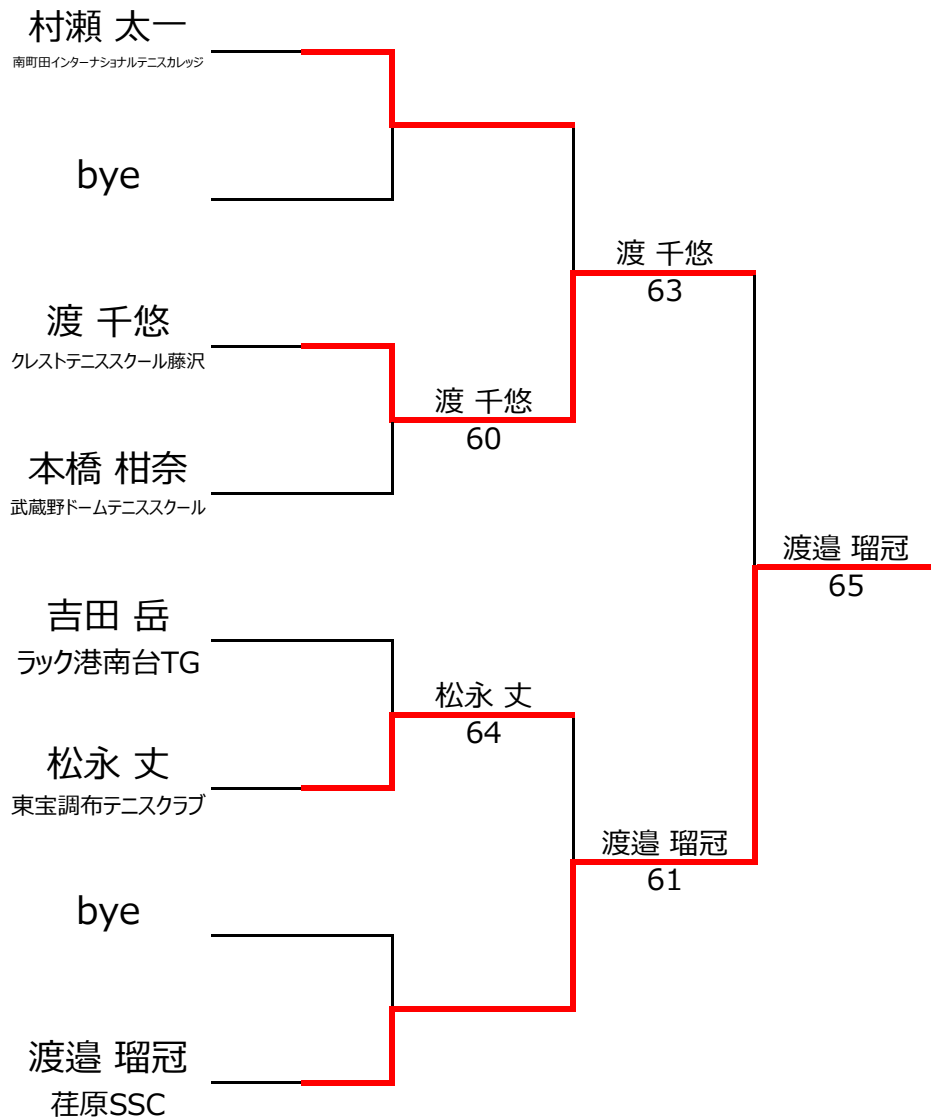 村瀬 太一
南町田インターナショナルテニスカレッジ
bye
渡 千悠
63
渡 千悠
クレストテニススクール藤沢
渡 千悠
60
本橋 柑奈
武蔵野ドームテニススクール
渡邉 瑠冠
65
吉田 岳
ラック港南台TG
松永 丈
64
松永 丈
東宝調布テニスクラブ
渡邉 瑠冠
61
bye
渡邉 瑠冠
荏原SSC